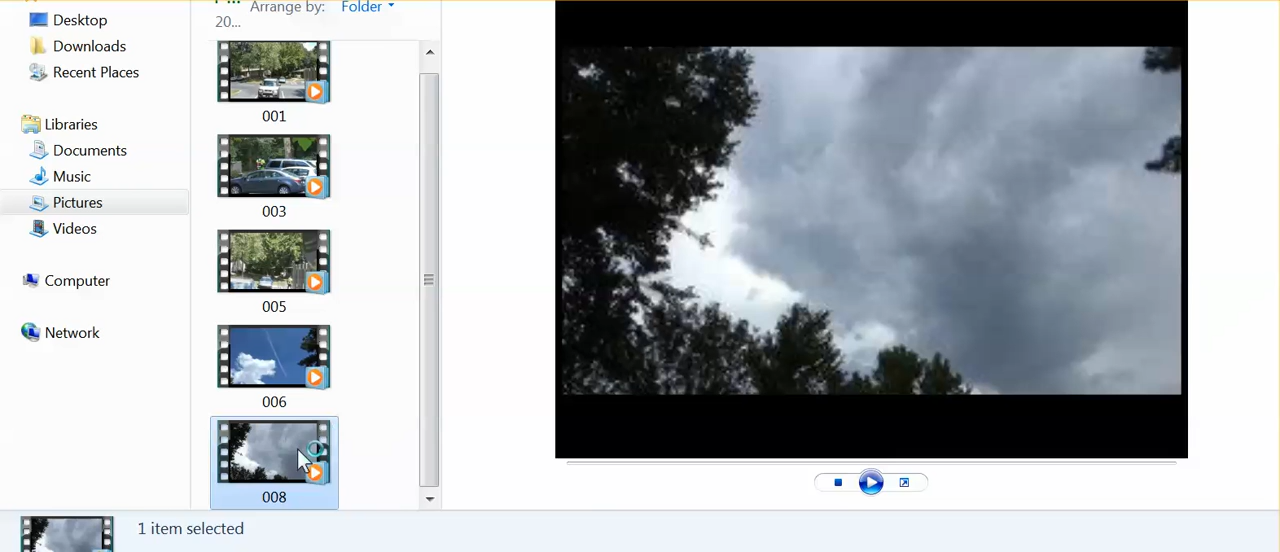 Desktop
Downloads
Recent Places
Libraries
Documents
Music
Pictures
Videos
Computer
Network
Arrange by: Folder
20...
001
003
005
006
008
1 item selected